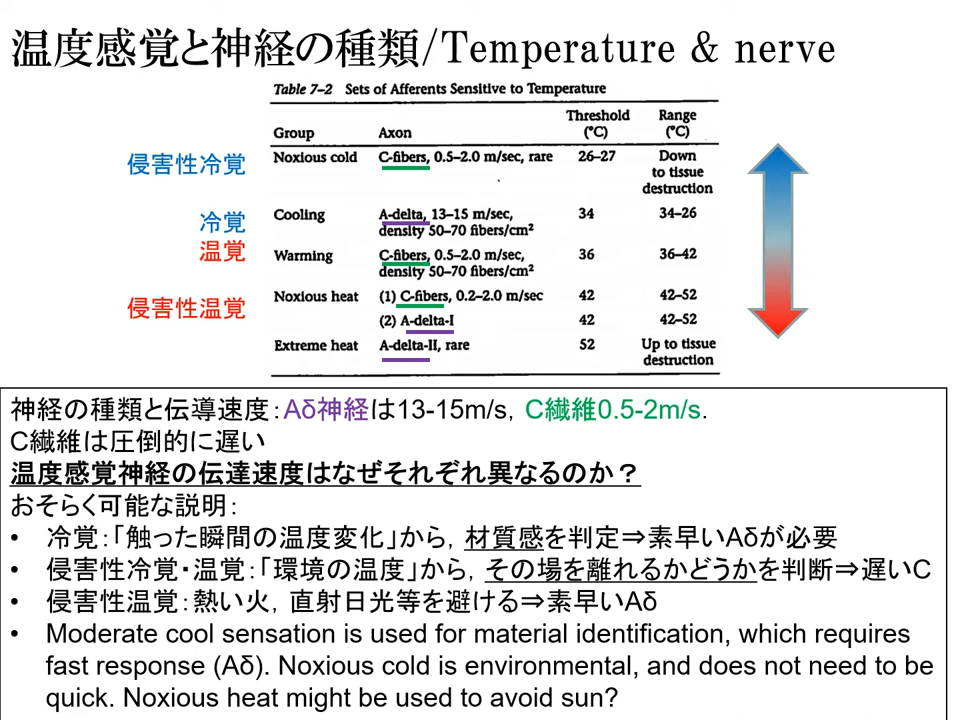 温度感覚と神経の種類/Temperature & nerve
Table 7–2 Sets of Afferents Sensitive to Temperature
Group Axon Threshold (°C) Range (°C)
侵害性冷覚
Noxious cold C-fibers, 0.5–2.0 m/sec, rare 26–27 Down
to tissue
destruction
冷覚
Cooling A-delta, 13–15 m/sec, 34 34–26
density 50–70 fibers/cm²
温覚
Warming C-fibers, 0.5–2.0 m/sec, 36 36–42
density 50–70 fibers/cm²
侵害性温覚
Noxious heat (1) C-fibers, 0.2–2.0 m/sec 42 42–52
(2) A-delta-I 42 42–52
Extreme heat A-delta-II, rare 52 Up to tissue
destruction
神経の種類と伝導速度：Aδ神経は13-15m/s，C繊維0.5-2m/s.
C繊維は圧倒的に遅い
温度感覚神経の伝達速度はなぜそれぞれ異なるのか？
おそらく可能な説明：
• 冷覚：「触った瞬間の温度変化」から，材質感を判定⇒素早いAδが必要
• 侵害性冷覚・温覚：「環境の温度」から，その場を離れるかどうかを判断⇒遅いC
• 侵害性温覚：熱い火，直射日光等を避ける⇒素早いAδ
• Moderate cool sensation is used for material identification, which requires
fast response (Aδ). Noxious cold is environmental, and does not need to be
quick. Noxious heat might be used to avoid sun?